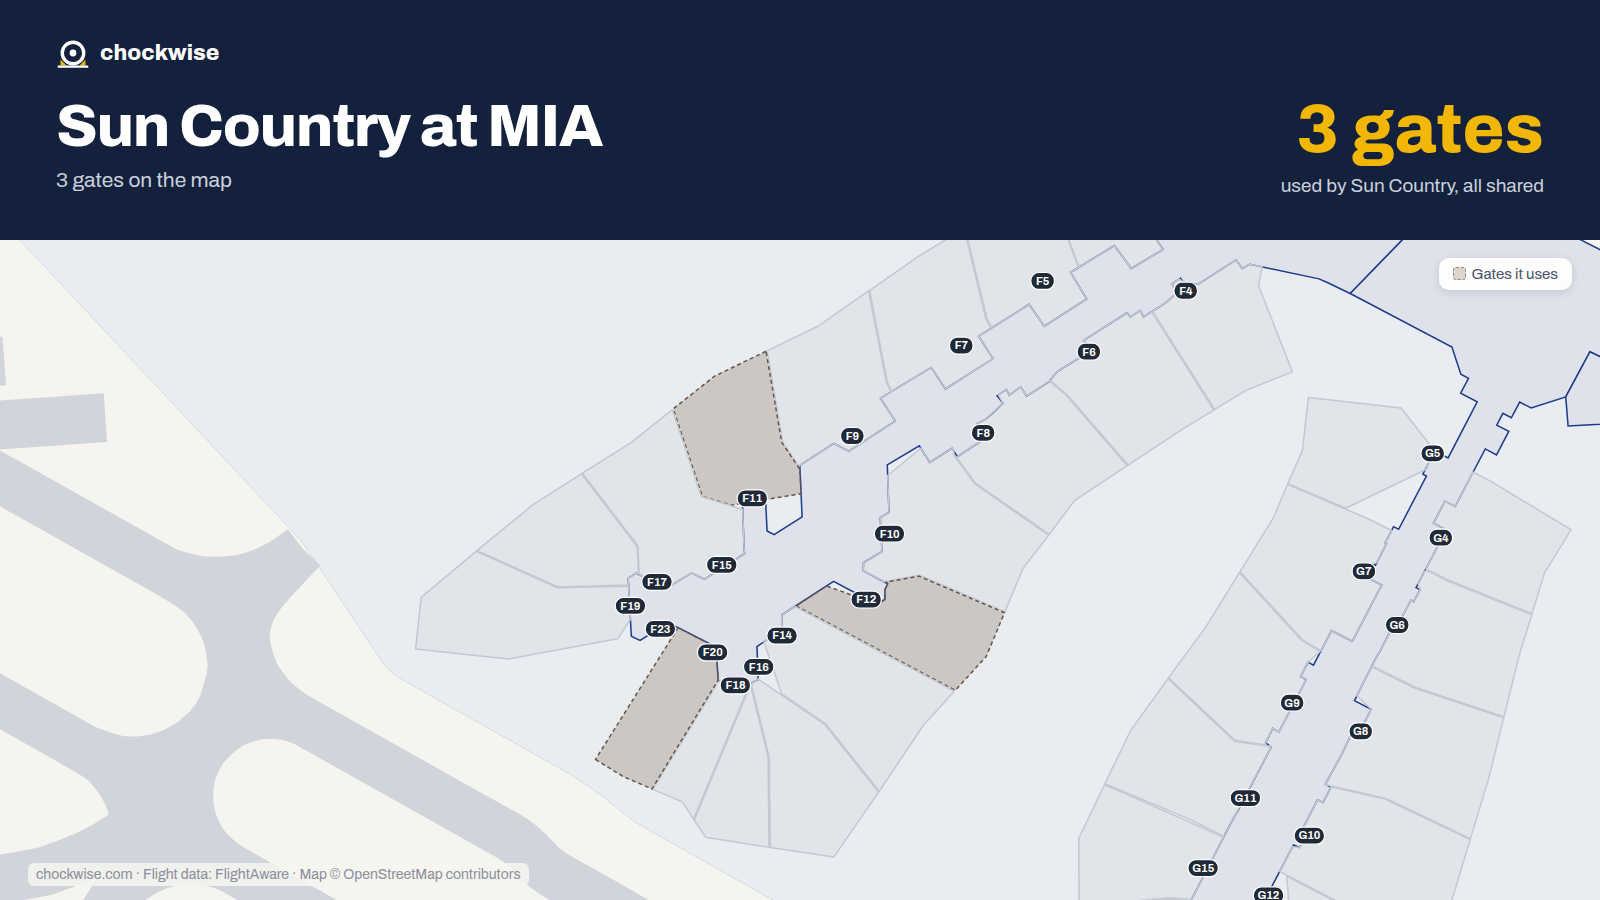 chockwise
Sun Country at MIA
3 gates on the map
3 gates
used by Sun Country, all shared
Gates it uses
F5
F4
F7
F6
F9
F8
G5
F11
F10
G4
F15
G7
F17
F12
F19
F23
F14
G6
F20
F16
F18
G9
G8
G11
G10
G15
G12
chockwise.com · Flight data: FlightAware · Map © OpenStreetMap contributors